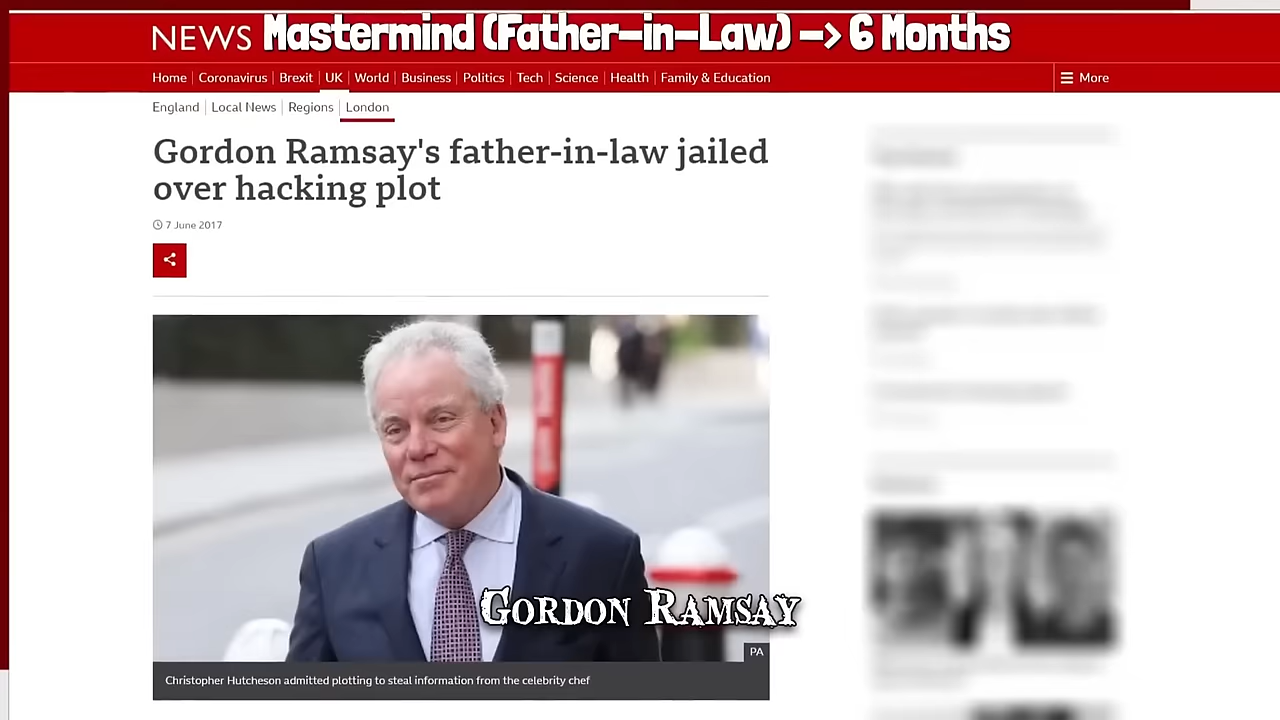 NEWS Mastermind (Father-in-Law) -> 6 Months
Home Coronavirus Brexit UK World Business Politics Tech Science Health Family & Education More
England Local News Regions London
Gordon Ramsay's father-in-law jailed
over hacking plot
7 June 2017
Gordon Ramsay
PA
Christopher Hutcheson admitted plotting to steal information from the celebrity chef